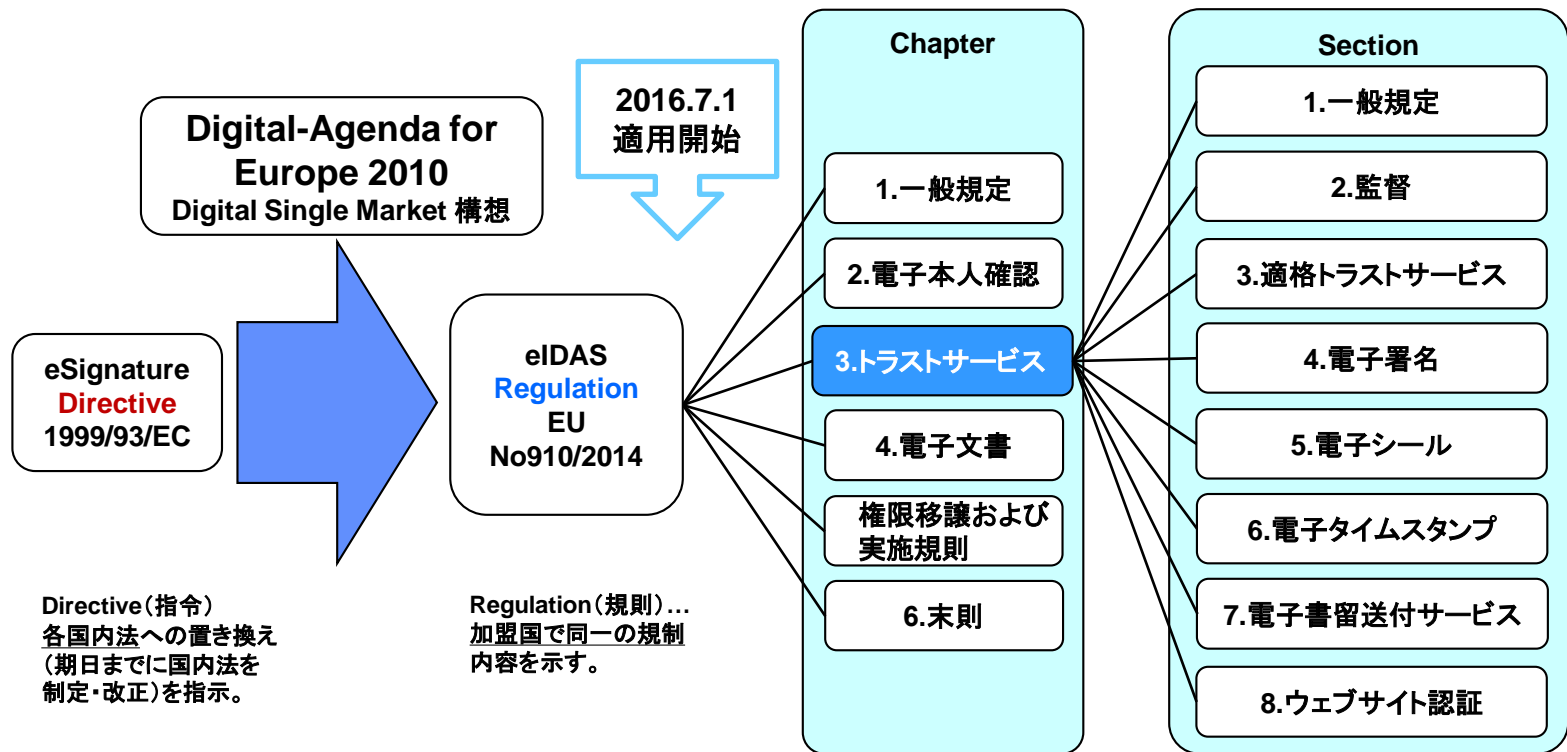 Digital-Agenda for
Europe 2010
Digital Single Market 構想
2016.7.1
適用開始
eSignature
Directive
1999/93/EC
eIDAS
Regulation
EU
No910/2014
Directive(指令)
各国内法への置き換え
(期日までに国内法を
制定・改正)を指示。
Regulation(規則)…
加盟国で同一の規制
内容を示す。
Chapter
1.一般規定
2.電子本人確認
3.トラストサービス
4.電子文書
権限移譲および
実施規則
6.末則
Section
1.一般規定
2.監督
3.適格トラストサービス
4.電子署名
5.電子シール
6.電子タイムスタンプ
7.電子書留送付サービス
8.ウェブサイト認証